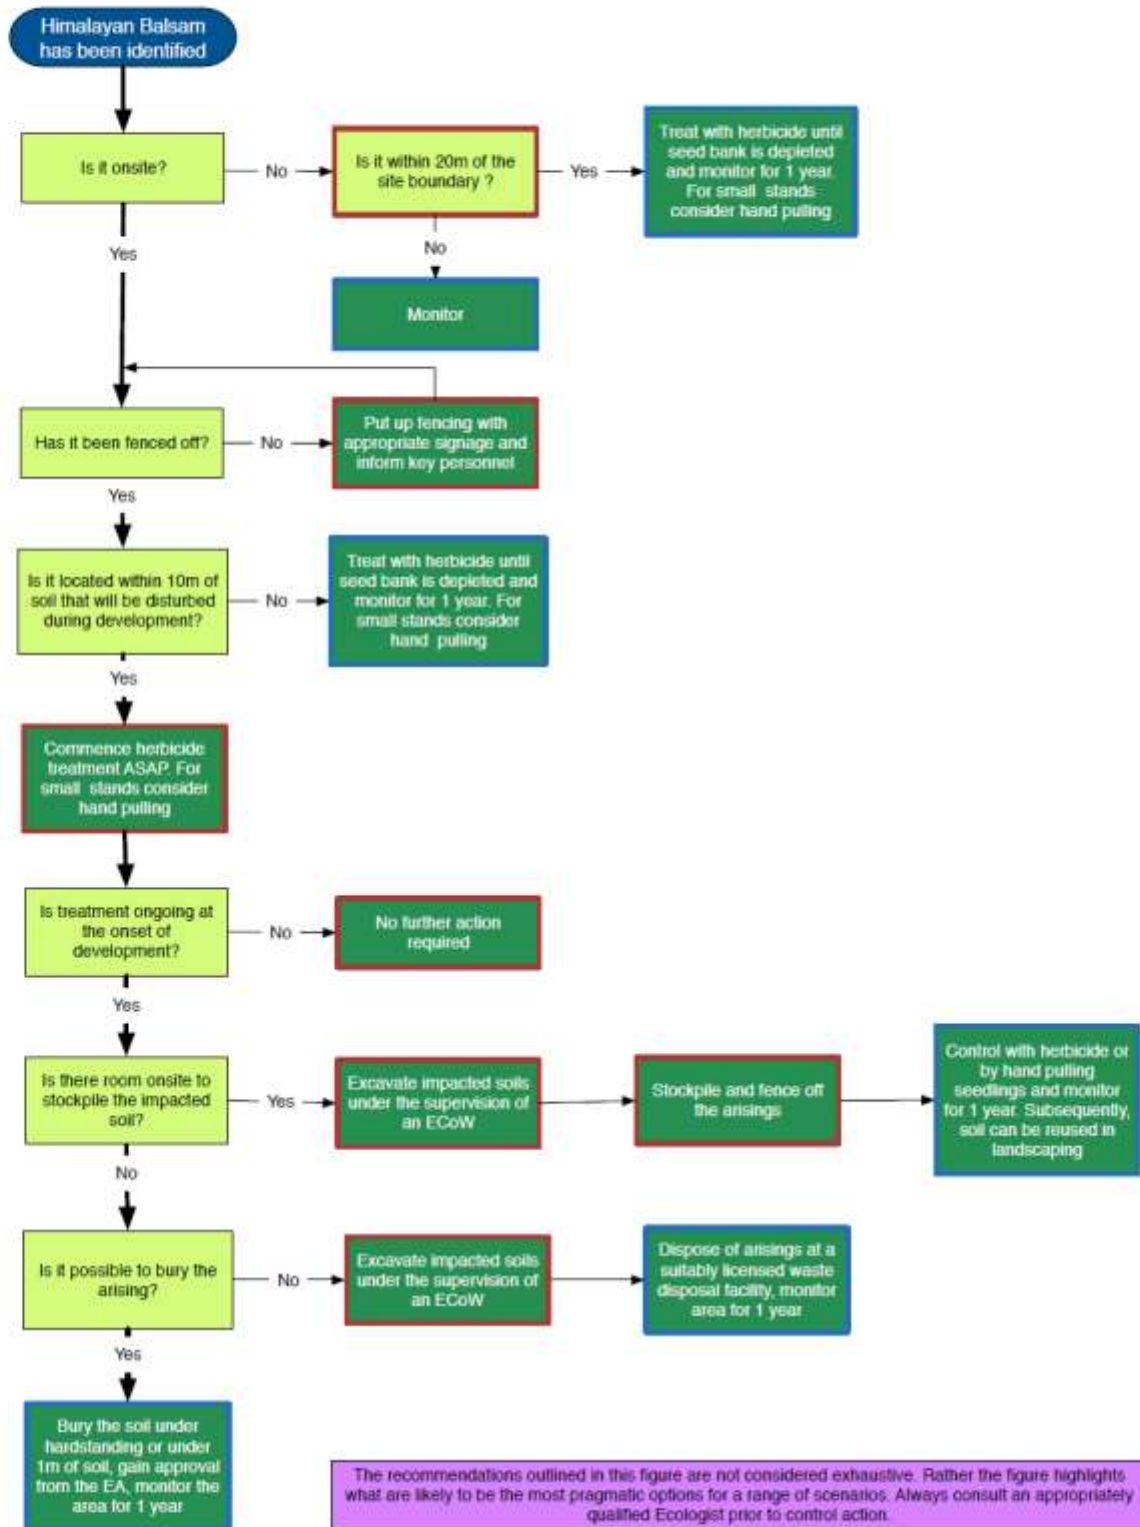 Himalayan Balsam
has been identified
Is it onsite?
No
Is it within 20m of the
site boundary ?
Yes
Treat with herbicide until
seed bank is depleted
and monitor for 1 year.
For small stands
consider hand pulling
Yes
No
Monitor
Has it been fenced off?
No
Put up fencing with
appropriate signage and
inform key personnel
Yes
Is it located within 10m of
soil that will be disturbed
during development?
No
Treat with herbicide until
seed bank is depleted and
monitor for 1 year. For
small stands consider
hand pulling
Yes
Commence herbicide
treatment ASAP. For
small stands consider
hand pulling
Is treatment ongoing at
the onset of
development?
No
No further action
required
Yes
Is there room onsite to
stockpile the impacted
soil?
Yes
Excavate impacted soils
under the supervision of
an ECoW
Stockpile and fence off
the arisings
Control with herbicide or
by hand pulling
seedlings and monitor
for 1 year. Subsequently,
soil can be reused in
landscaping
No
Is it possible to bury the
arising?
No
Excavate impacted soils
under the supervision of
an ECoW
Dispose of arisings at a
suitably licensed waste
disposal facility, monitor
area for 1 year
Yes
Bury the soil under
hardstanding or under
1m of soil, gain approval
from the EA, monitor the
area for 1 year
The recommendations outlined in this figure are not considered exhaustive. Rather the figure highlights
what are likely to be the most pragmatic options for a range of scenarios. Always consult an appropriately
qualified Ecologist prior to control action.